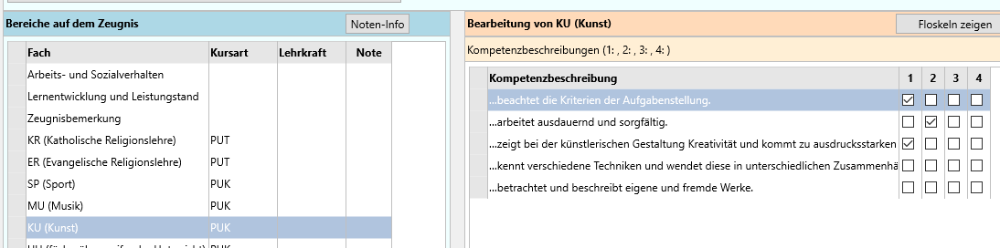 Bereiche auf dem Zeugnis
Noten-Info
Fach Kursart Lehrkraft Note
Arbeits- und Sozialverhalten
Lernentwicklung und Leistungstand
Zeugnisbemerkung
KR (Katholische Religionslehre) PUT
ER (Evangelische Religionslehre) PUT
SP (Sport) PUK
MU (Musik) PUK
KU (Kunst) PUK
Bearbeitung von KU (Kunst)
Floskeln zeigen
Kompetenzbeschreibungen (1: , 2: , 3: , 4: )
Kompetenzbeschreibung 1 2 3 4
...beachtet die Kriterien der Aufgabenstellung.
...arbeitet ausdauernd und sorgfältig.
...zeigt bei der künstlerischen Gestaltung Kreativität und kommt zu ausdrucksstarken
...kennt verschiedene Techniken und wendet diese in unterschiedlichen Zusammenhä
...betrachtet und beschreibt eigene und fremde Werke.